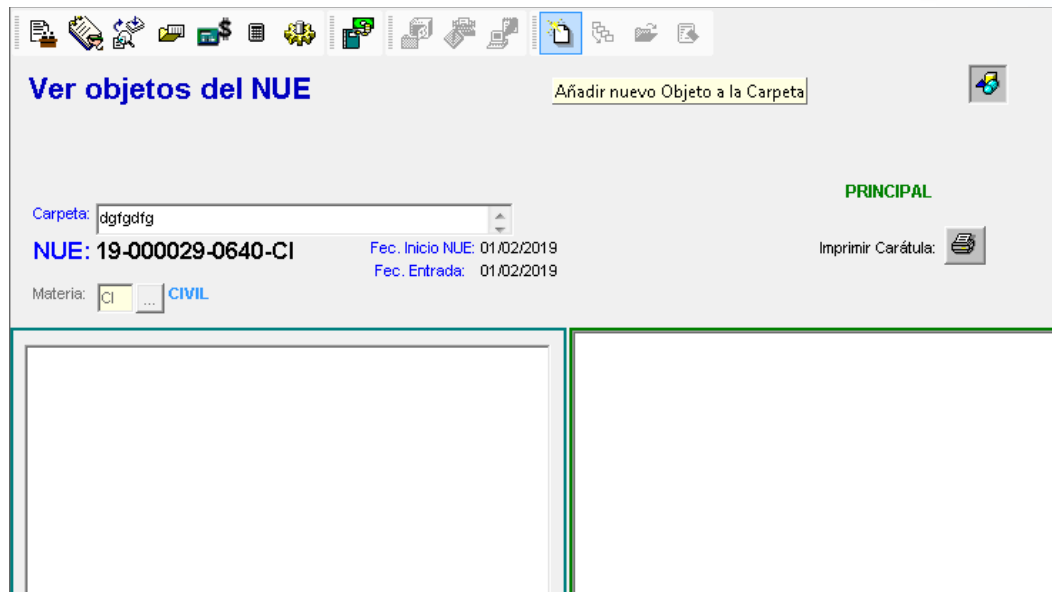 Ver objetos del NUE
Añadir nuevo Objeto a la Carpeta
PRINCIPAL
Carpeta: dgfgdfg
NUE: 19-000029-0640-CI
Fec. Inicio NUE: 01/02/2019
Imprimir Carátula:
Fec. Entrada: 01/02/2019
Materia: CI ... CIVIL